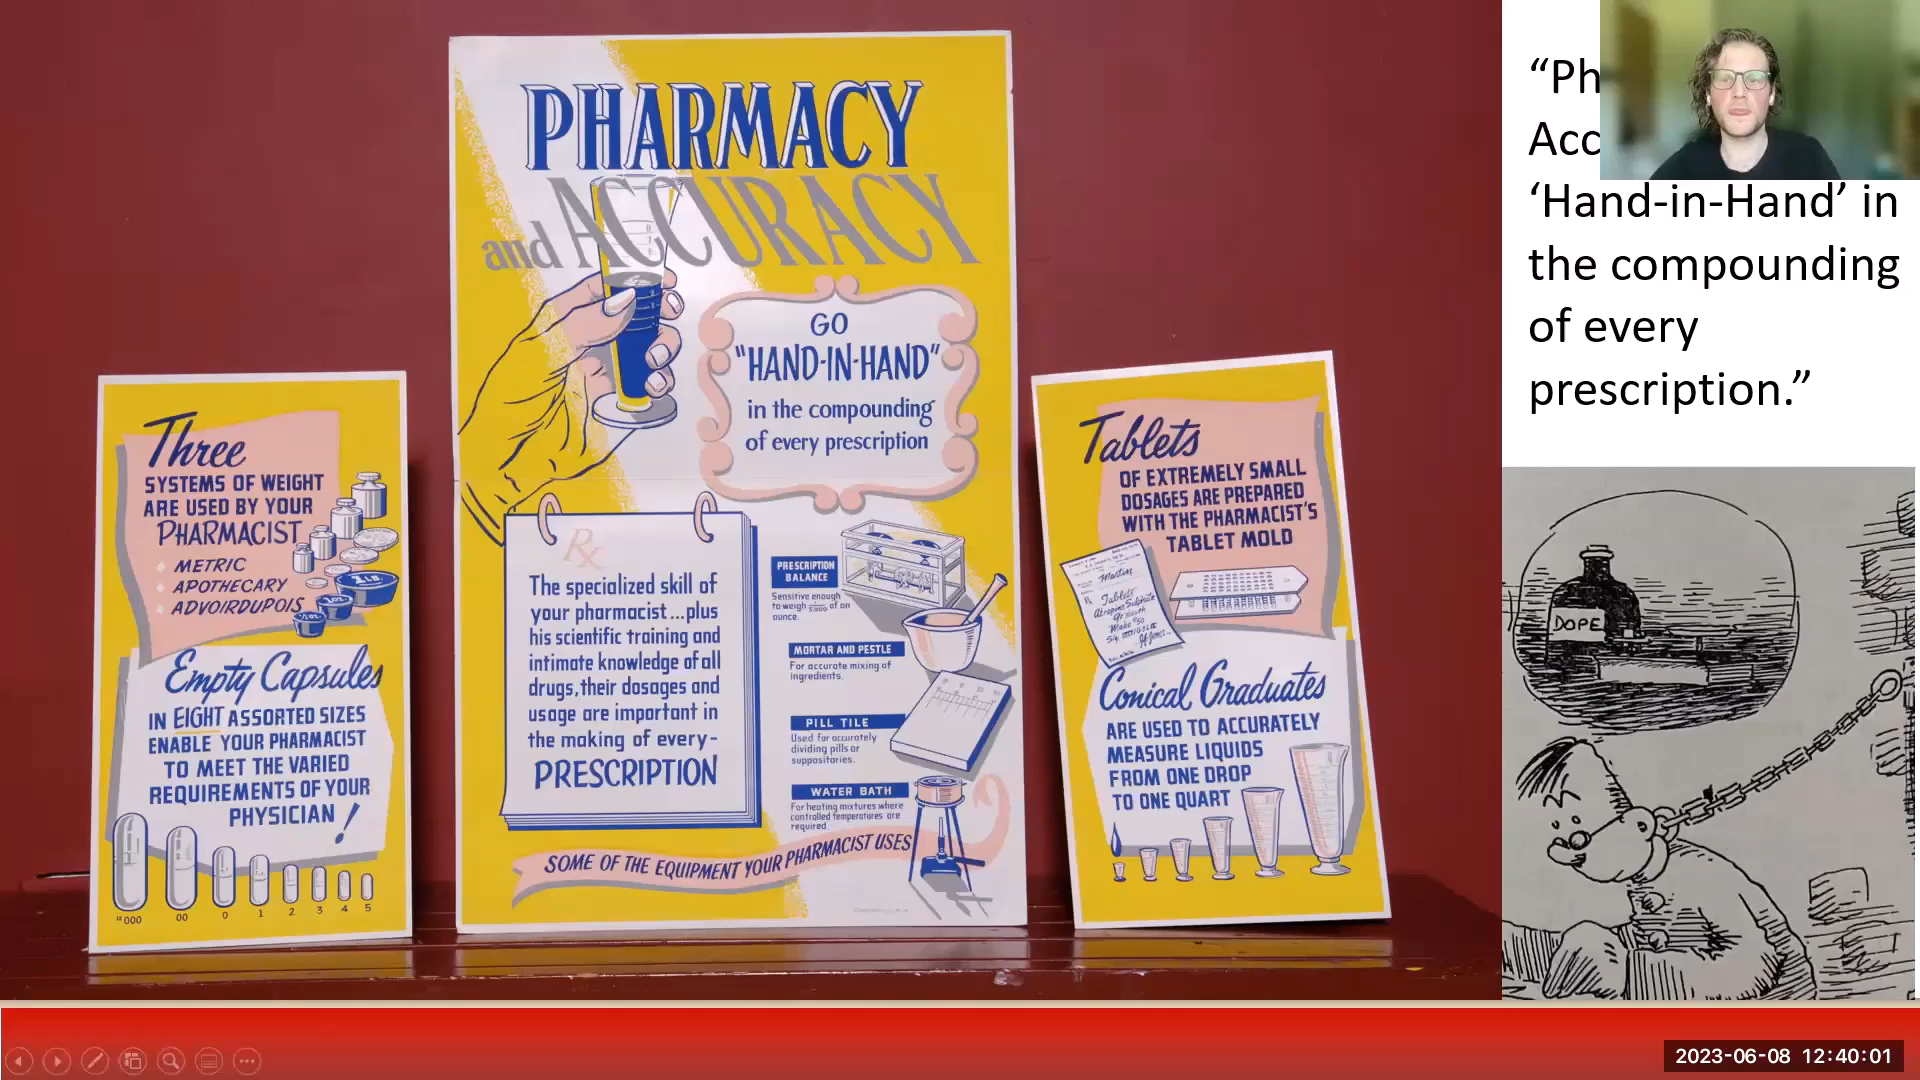 PHARMACY
and ACCURACY
GO
"HAND-IN-HAND"
in the compounding
of every prescription
Rx
The specialized skill of
your pharmacist...plus
his scientific training and
intimate knowledge of all
drugs, their dosages and
usage are important in
the making of every-
PRESCRIPTION
PRESCRIPTION
BALANCE
Sensitive enough
to weigh of an
ounce.
MORTAR AND PESTLE
For accurate mixing of
ingredients.
PILL TILE
Used for accurately
dividing pills or
suppositories.
WATER BATH
For heating mixtures where
controlled temperatures are
required.
SOME OF THE EQUIPMENT YOUR PHARMACIST USES
Three
SYSTEMS OF WEIGHT
ARE USED BY YOUR
PHARMACIST
METRIC
APOTHECARY
ADVOIRDUPOIS
Empty Capsules
IN EIGHT ASSORTED SIZES
ENABLE YOUR PHARMACIST
TO MEET THE VARIED
REQUIREMENTS OF YOUR
PHYSICIAN!
#000 00 0 1 2 3 4 5
Tablets
OF EXTREMELY SMALL
DOSAGES ARE PREPARED
WITH THE PHARMACIST'S
TABLET MOLD
Martin
Tablets
Atropine Sulphate
Conical Graduates
ARE USED TO ACCURATELY
MEASURE LIQUIDS
FROM ONE DROP
TO ONE QUART
“Ph
Acc
‘Hand-in-Hand’ in
the compounding
of every
prescription.”
DOPE
2023-06-08 12:40:01